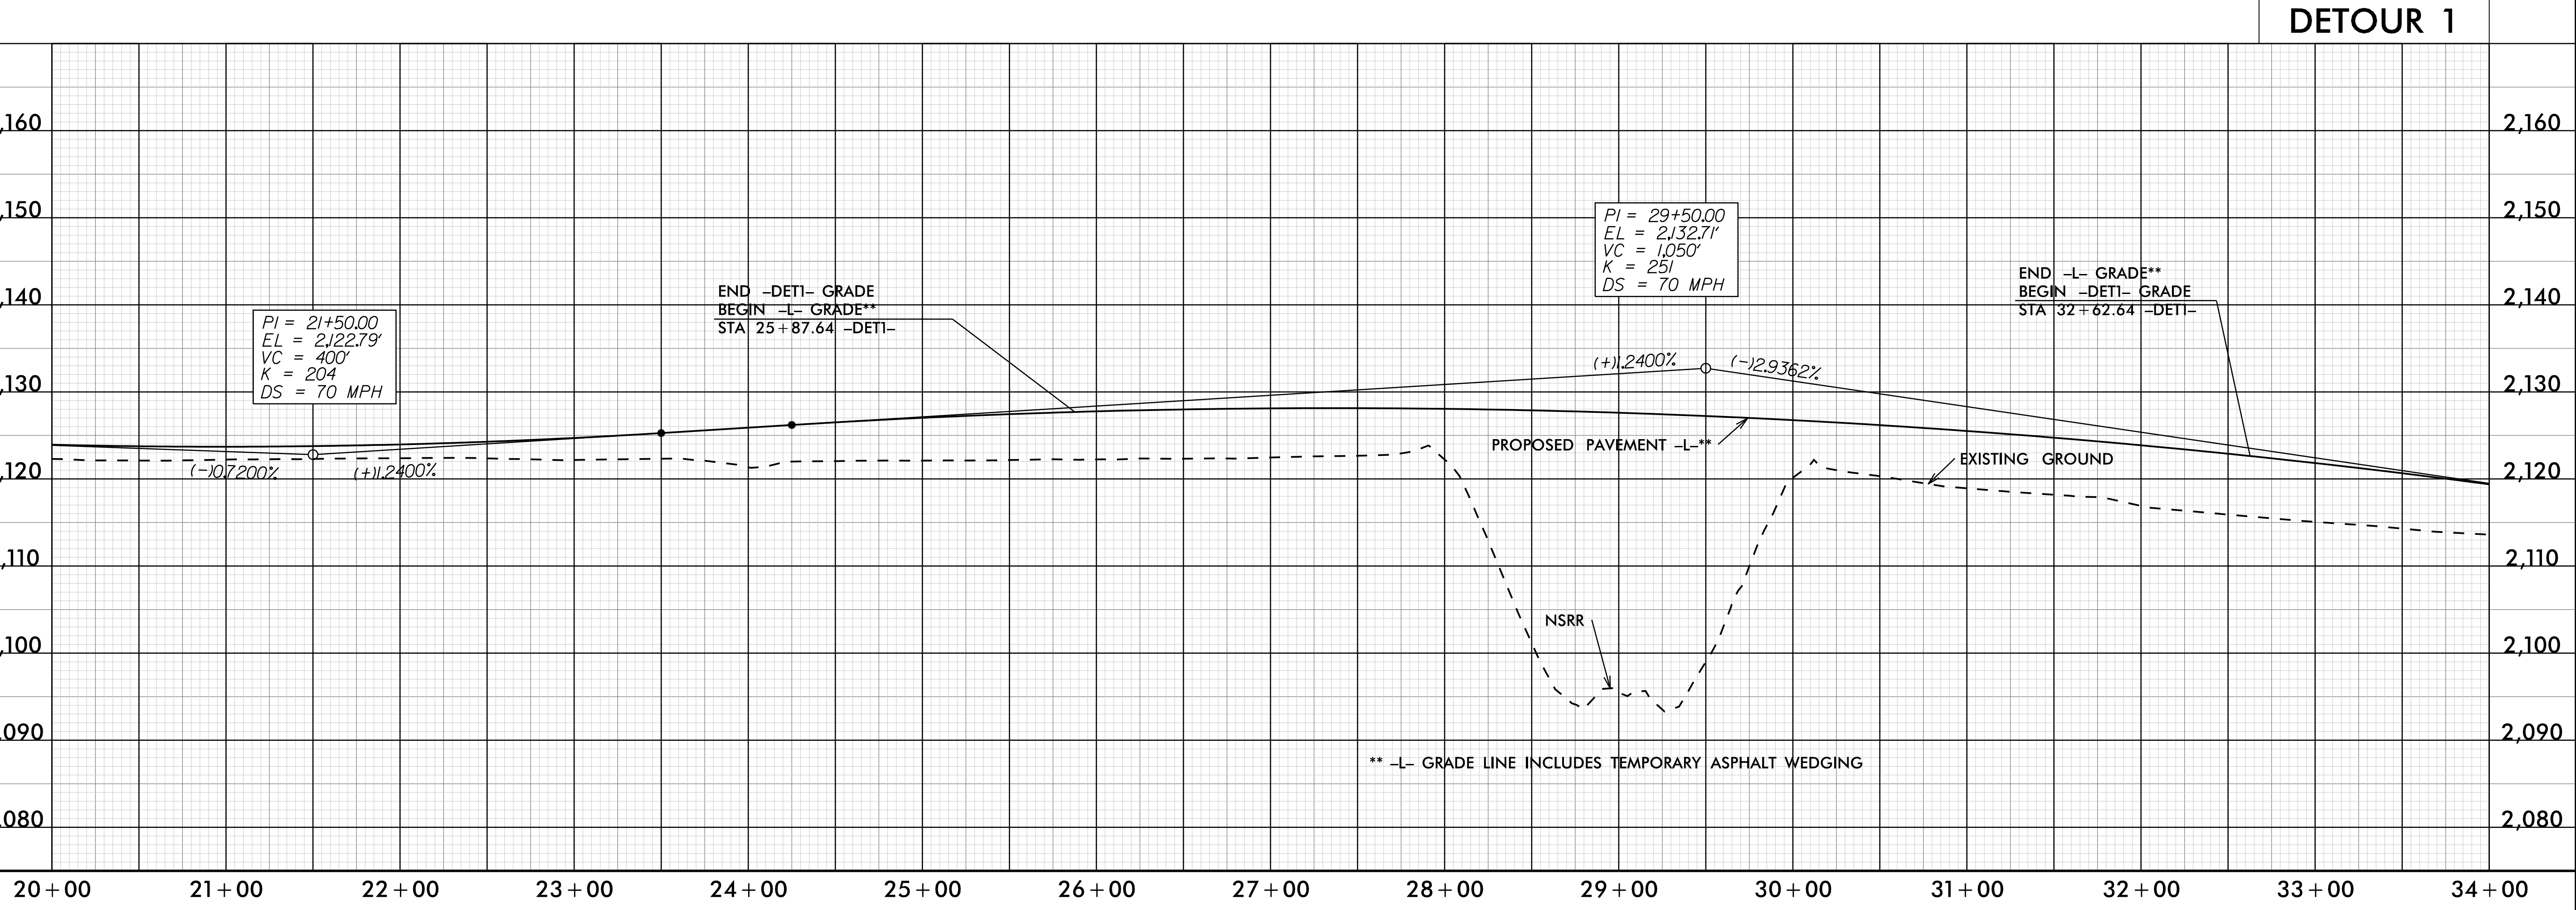 DETOUR 1
,160
2,160
,150
2,150
,140
2,140
,130
2,130
,120
2,120
,110
2,110
,100
2,100
,090
2,090
,080
2,080
PI = 21+50.00
EL = 2,122.79'
VC = 400'
K = 204
DS = 70 MPH
(-)0.7200%
(+)1.2400%
END -DET1- GRADE
BEGIN -L- GRADE**
STA 25+87.64 -DET1-
PI = 29+50.00
EL = 2,132.71'
VC = 1,050'
K = 251
DS = 70 MPH
(+)1.2400%
(-)2.9362%
END -L- GRADE**
BEGIN -DET1- GRADE
STA 32+62.64 -DET1-
PROPOSED PAVEMENT -L-**
EXISTING GROUND
NSRR
** -L- GRADE LINE INCLUDES TEMPORARY ASPHALT WEDGING
20+00 21+00 22+00 23+00 24+00 25+00 26+00 27+00 28+00 29+00 30+00 31+00 32+00 33+00 34+00